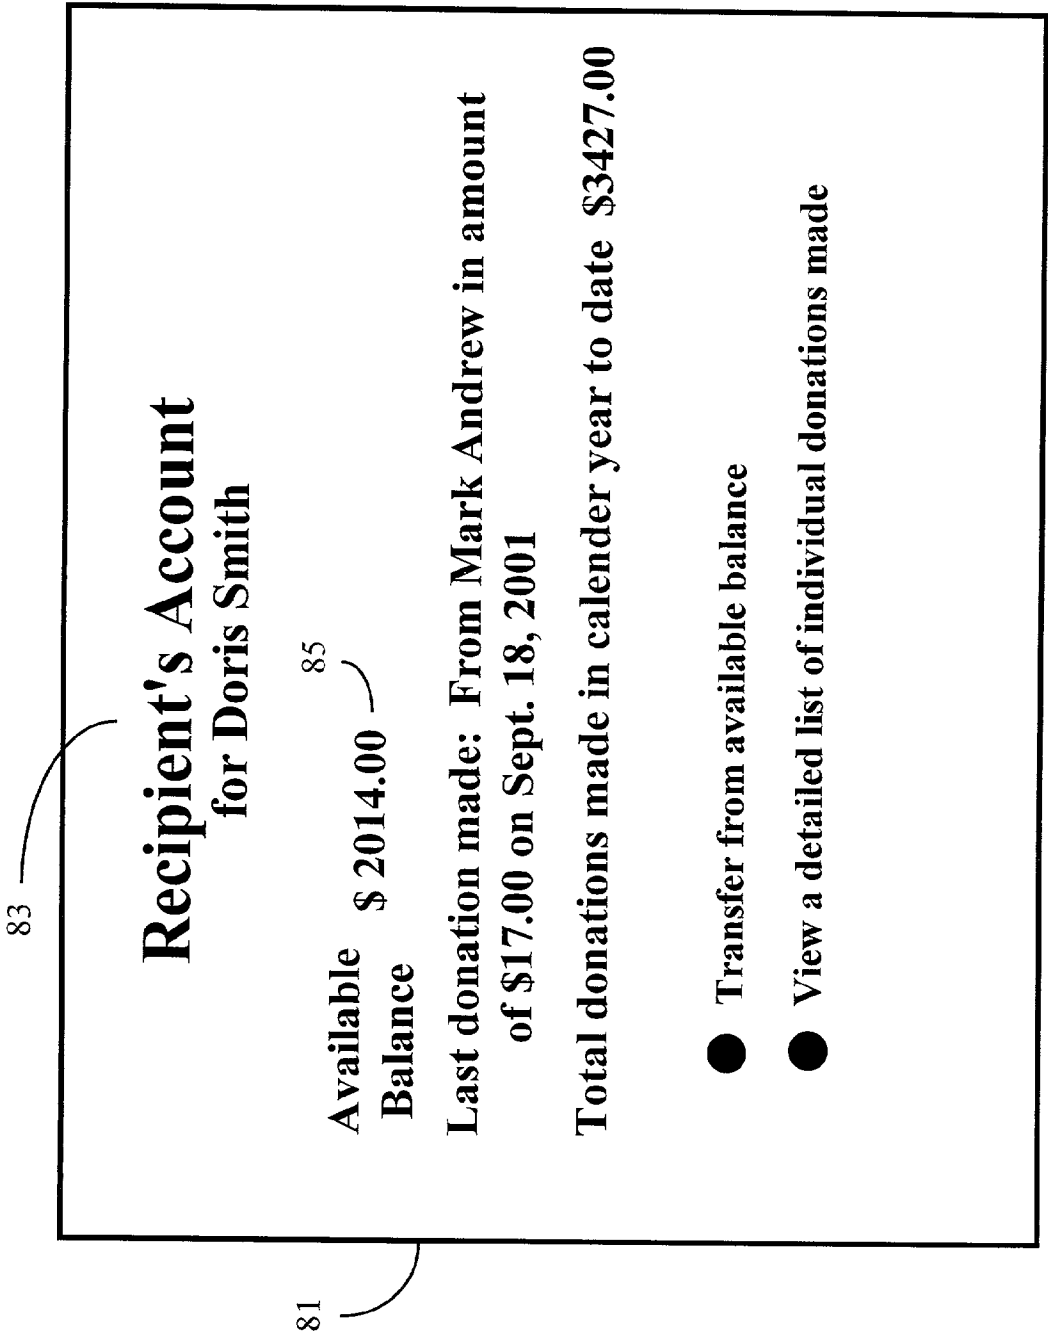 83
Recipient's Account
for Doris Smith
85
Available $ 2014.00
Balance
Last donation made: From Mark Andrew in amount
of $17.00 on Sept. 18, 2001
Total donations made in calender year to date $3427.00
● Transfer from available balance
● View a detailed list of individual donations made
81